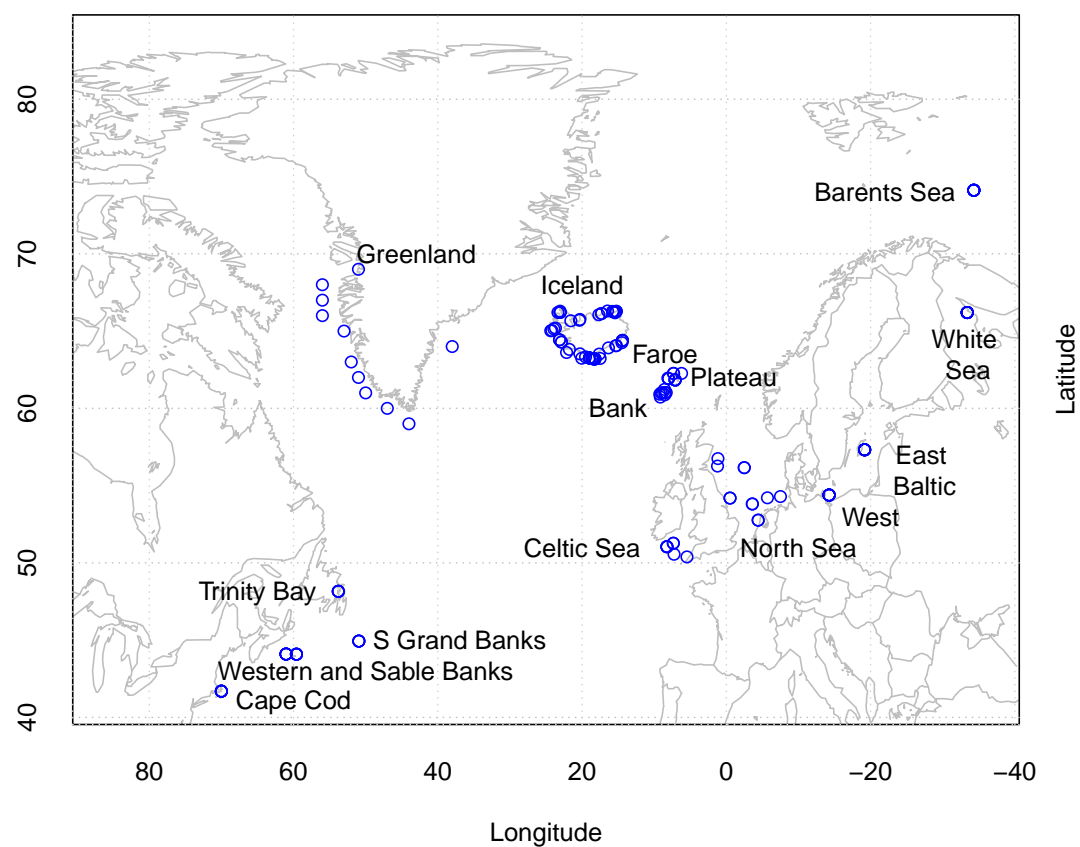 80
70
60
50
40
Barents Sea
Greenland
Iceland
White
Sea
Faroe
Plateau
Bank
East
Baltic
West
Celtic Sea
North Sea
Trinity Bay
S Grand Banks
Western and Sable Banks
Cape Cod
Latitude
80
60
40
20
0
−20
−40
Longitude